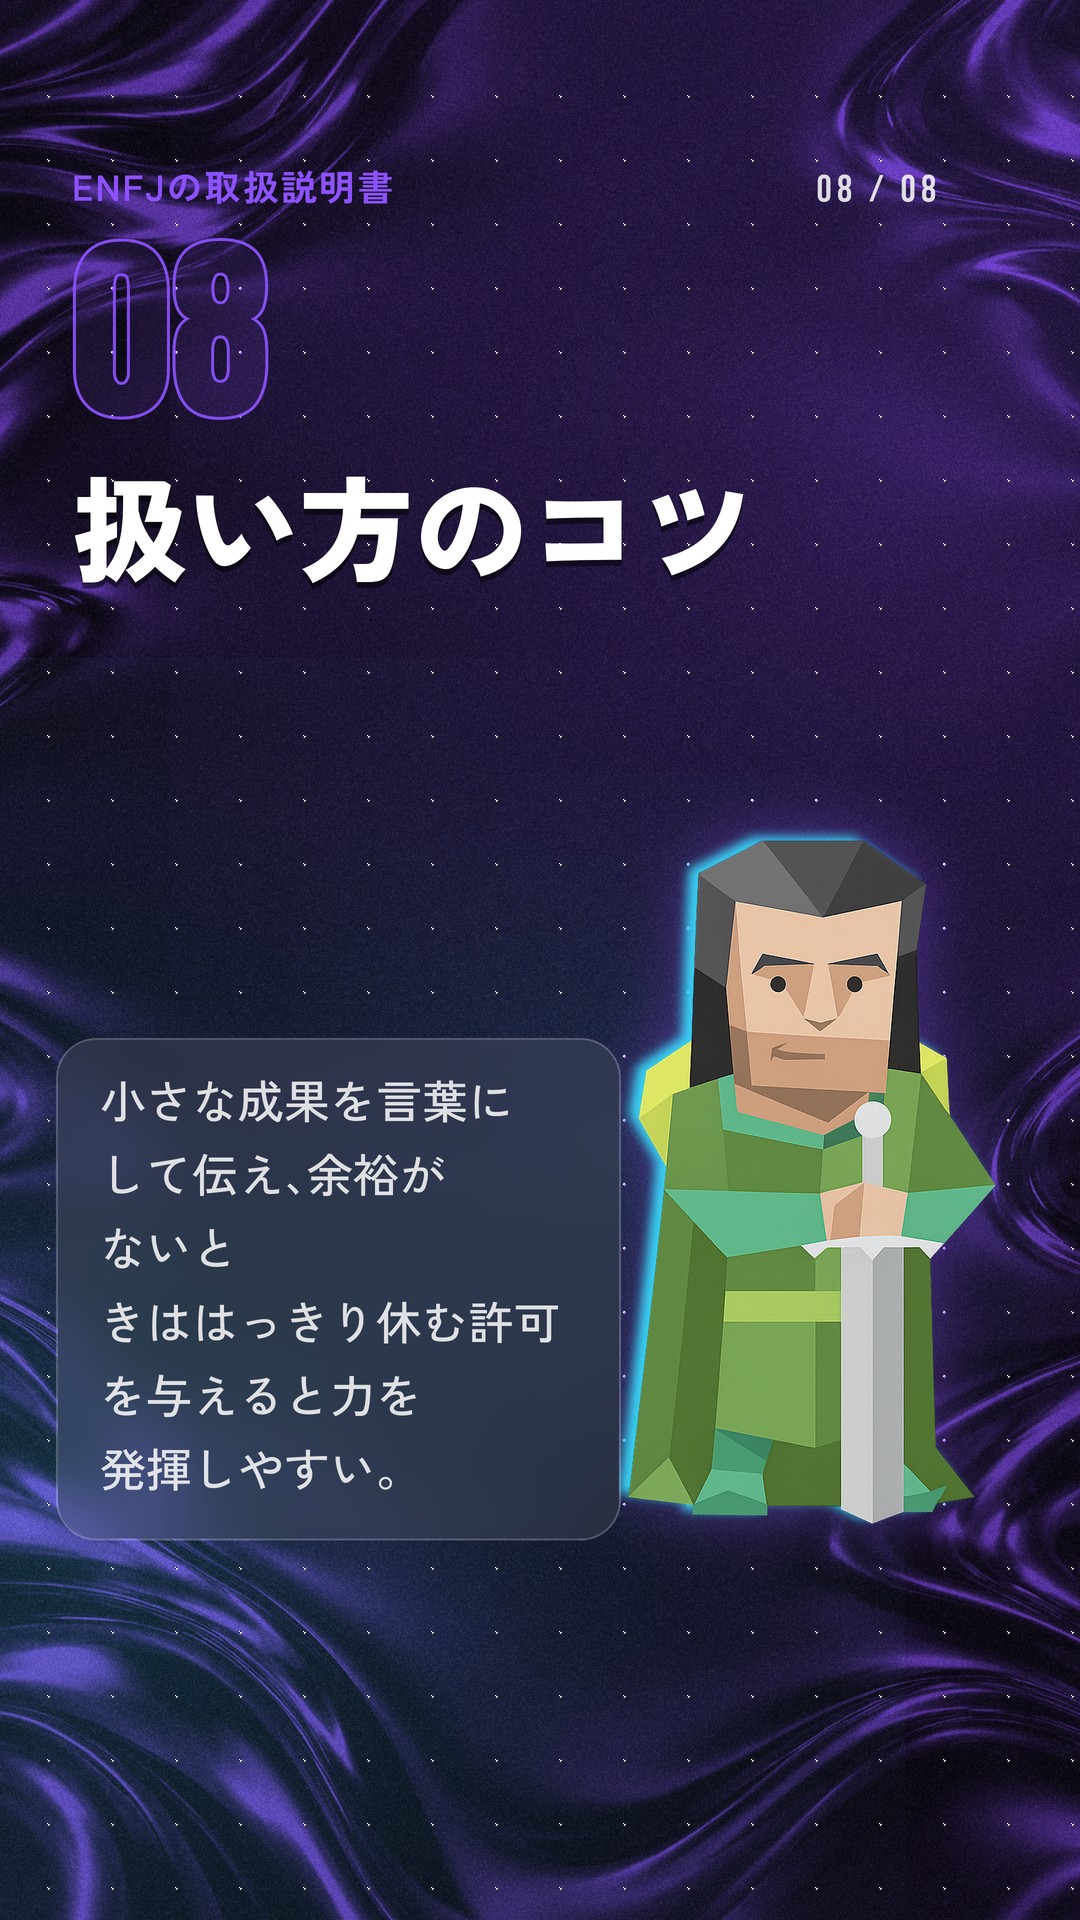 ENFJの取扱説明書
08 / 08
08
扱い方のコツ
小さな成果を言葉に
して伝え、余裕が
ないと
きははっきり休む許可
を与えると力を
発揮しやすい。